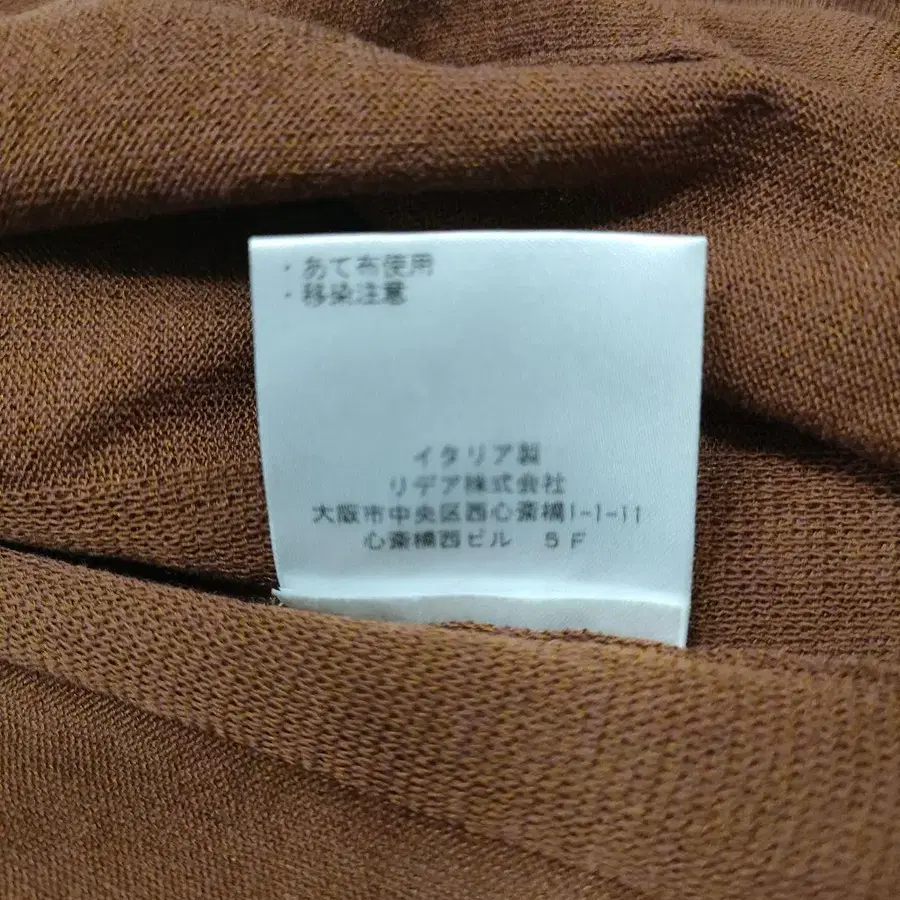 ・あて布使用
・移染注意
イタリア製
リデア株式会社
大阪市中央区西心斎橋1-1-11
心斎橋西ビル 5F